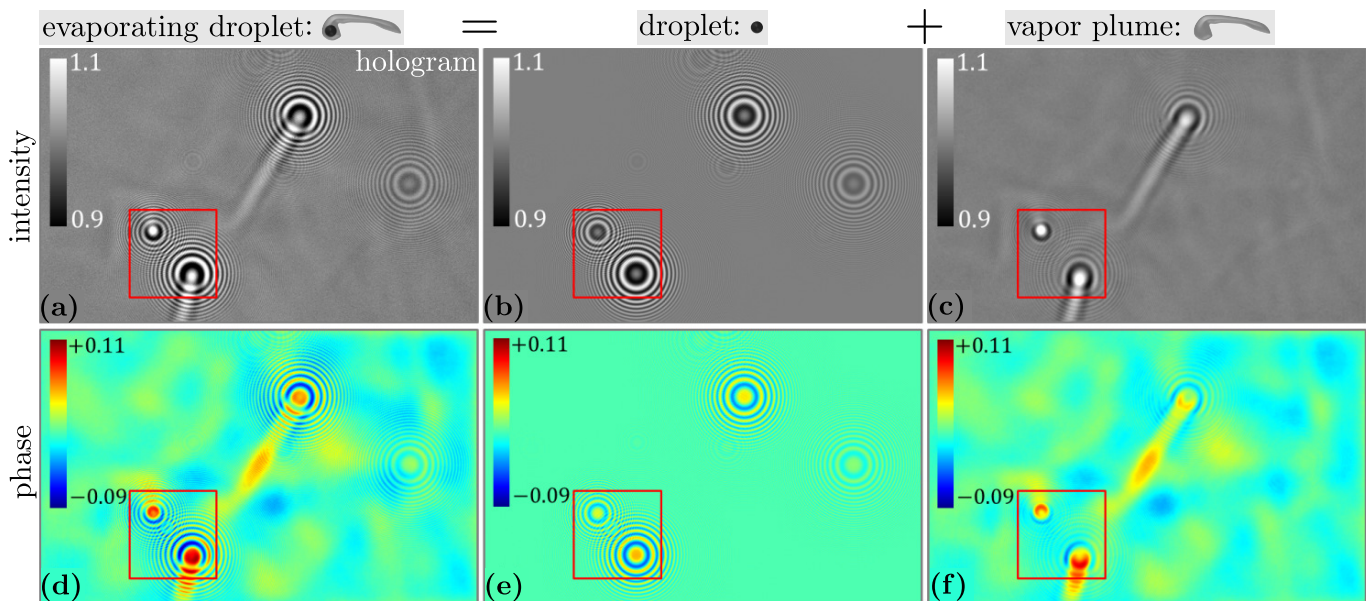 evaporating droplet: = droplet: + vapor plume:
intensity
1.1
hologram
0.9
(a)
1.1
0.9
(b)
1.1
0.9
(c)
phase
+0.11
−0.09
(d)
+0.11
−0.09
(e)
+0.11
−0.09
(f)